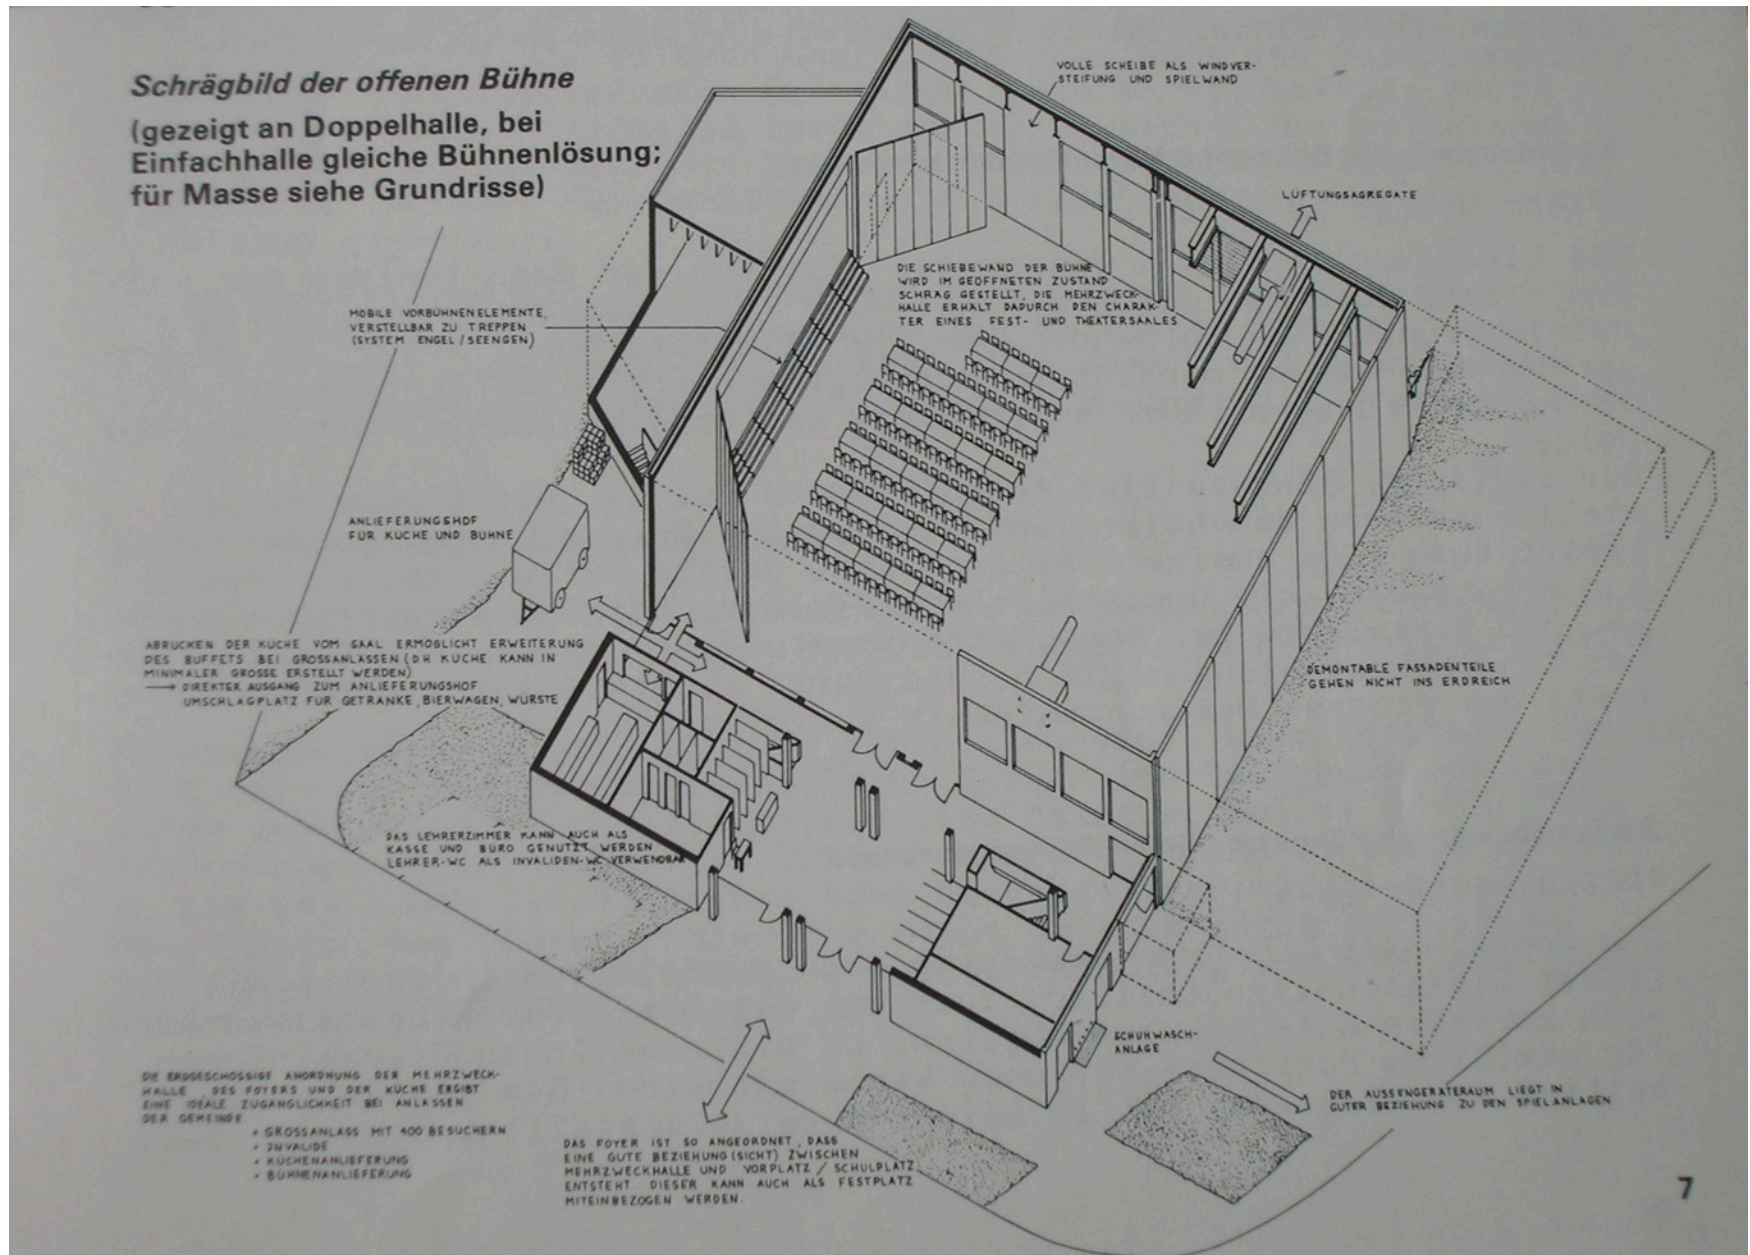 Schrägbild der offenen Bühne
(gezeigt an Doppelhalle, bei
Einfachhalle gleiche Bühnenlösung;
für Masse siehe Grundrisse)
VOLLE SCHEIBE ALS WINDVER-
STEIFUNG UND SPIELWAND
LÜFTUNGSAGREGATE
DIE SCHIEBEWAND DER BÜHNE
WIRD IM GEÖFFNETEN ZUSTAND
SCHRAG GESTELLT, DIE MEHRZWECK-
HALLE ERHÄLT DADURCH DEN CHARAK-
TER EINES FEST- UND THEATERSAALES
MOBILE VORBÜHNENELEMENTE,
VERSTELLBAR ZU TREPPEN
(SYSTEM ENGEL/SEENGEN)
ANLIEFERUNGSHOF
FÜR KÜCHE UND BÜHNE
ABRUCKEN DER KÜCHE VOM SAAL ERMÖGLICHT ERWEITERUNG
DES BUFFETS BEI GROSSANLÄSSEN (DH KÜCHE KANN IN
MINIMALER GRÖSSE ERSTELLT WERDEN)
→ DIREKTER AUSGANG ZUM ANLIEFERUNGSHOF
UMSCHLAGPLATZ FÜR GETRÄNKE, BIERWAGEN, WÜRSTE
DEMONTABLE FASSADENTEILE
GEHEN NICHT INS ERDREICH
DAS LEHRERZIMMER KANN AUCH ALS
KASSE UND BÜRO GENUTZT WERDEN
LEHRER-WC ALS INVALIDEN-WC VERWENDBAR
SCHUHWASCH-
ANLAGE
DER AUSSENGERÄTERAUM LIEGT IN
GUTER BEZIEHUNG ZU DEN SPIELANLAGEN
DIE ERDGESCHOSSIGE ANORDNUNG DER MEHRZWECK-
HALLE DES FOYERS UND DER KÜCHE ERGIBT
EINE IDEALE ZUGÄNGLICHKEIT BEI ANLÄSSEN
DER GEMEINDE
• GROSSANLASS MIT 400 BESUCHERN
• INVALIDE
• KÜCHENANLIEFERUNG
• BÜHNENANLIEFERUNG
DAS FOYER IST SO ANGEORDNET, DASS
EINE GUTE BEZIEHUNG (SICHT) ZWISCHEN
MEHRZWECKHALLE UND VORPLATZ / SCHULPLATZ
ENTSTEHT DIESER KANN AUCH ALS FESTPLATZ
MITEINBEZOGEN WERDEN.
7